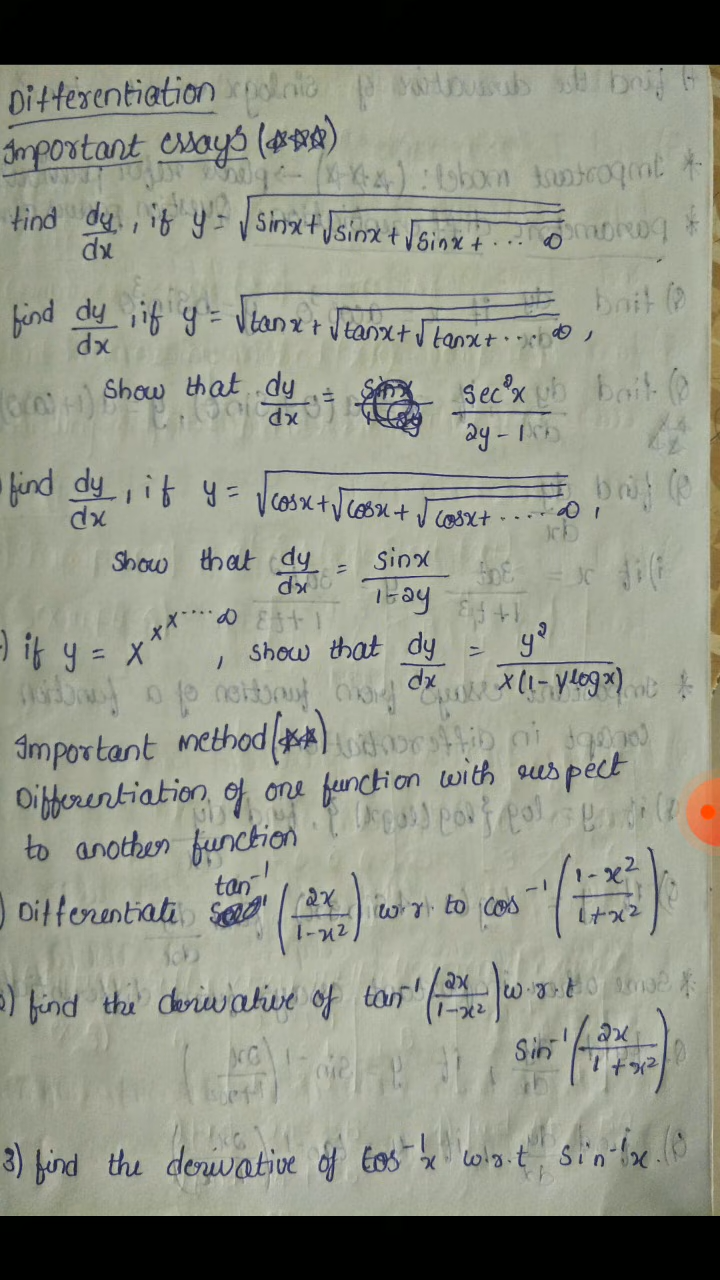 Differentiation
Important essays (***)
find dy/dx, if y = √(sinx+√(sinx+√(sinx+ ... ∞
find dy/dx, if y = √(tanx+√(tanx+√(tanx+ ... ∞,
Show that dy/dx = sec²x/(2y-1)
find dy/dx, if y = √(cosx+√(cosx+√(cosx+ .... ∞,
Show that dy/dx = sinx/(1-2y)
) if y = x^x^x^....∞, show that dy/dx = y²/(x(1-ylogx))
Important method (**)
Differentiation of one function with respect
to another function
) Differentiate tan⁻¹(2x/(1-x²)) w.r. to cos⁻¹((1-x²)/(1+x²))
) find the derivative of tan⁻¹(2x/(1-x²)) w.r.t
sin⁻¹(2x/(1+x²))
3) find the derivative of cos⁻¹x w.r.t sin⁻¹x.